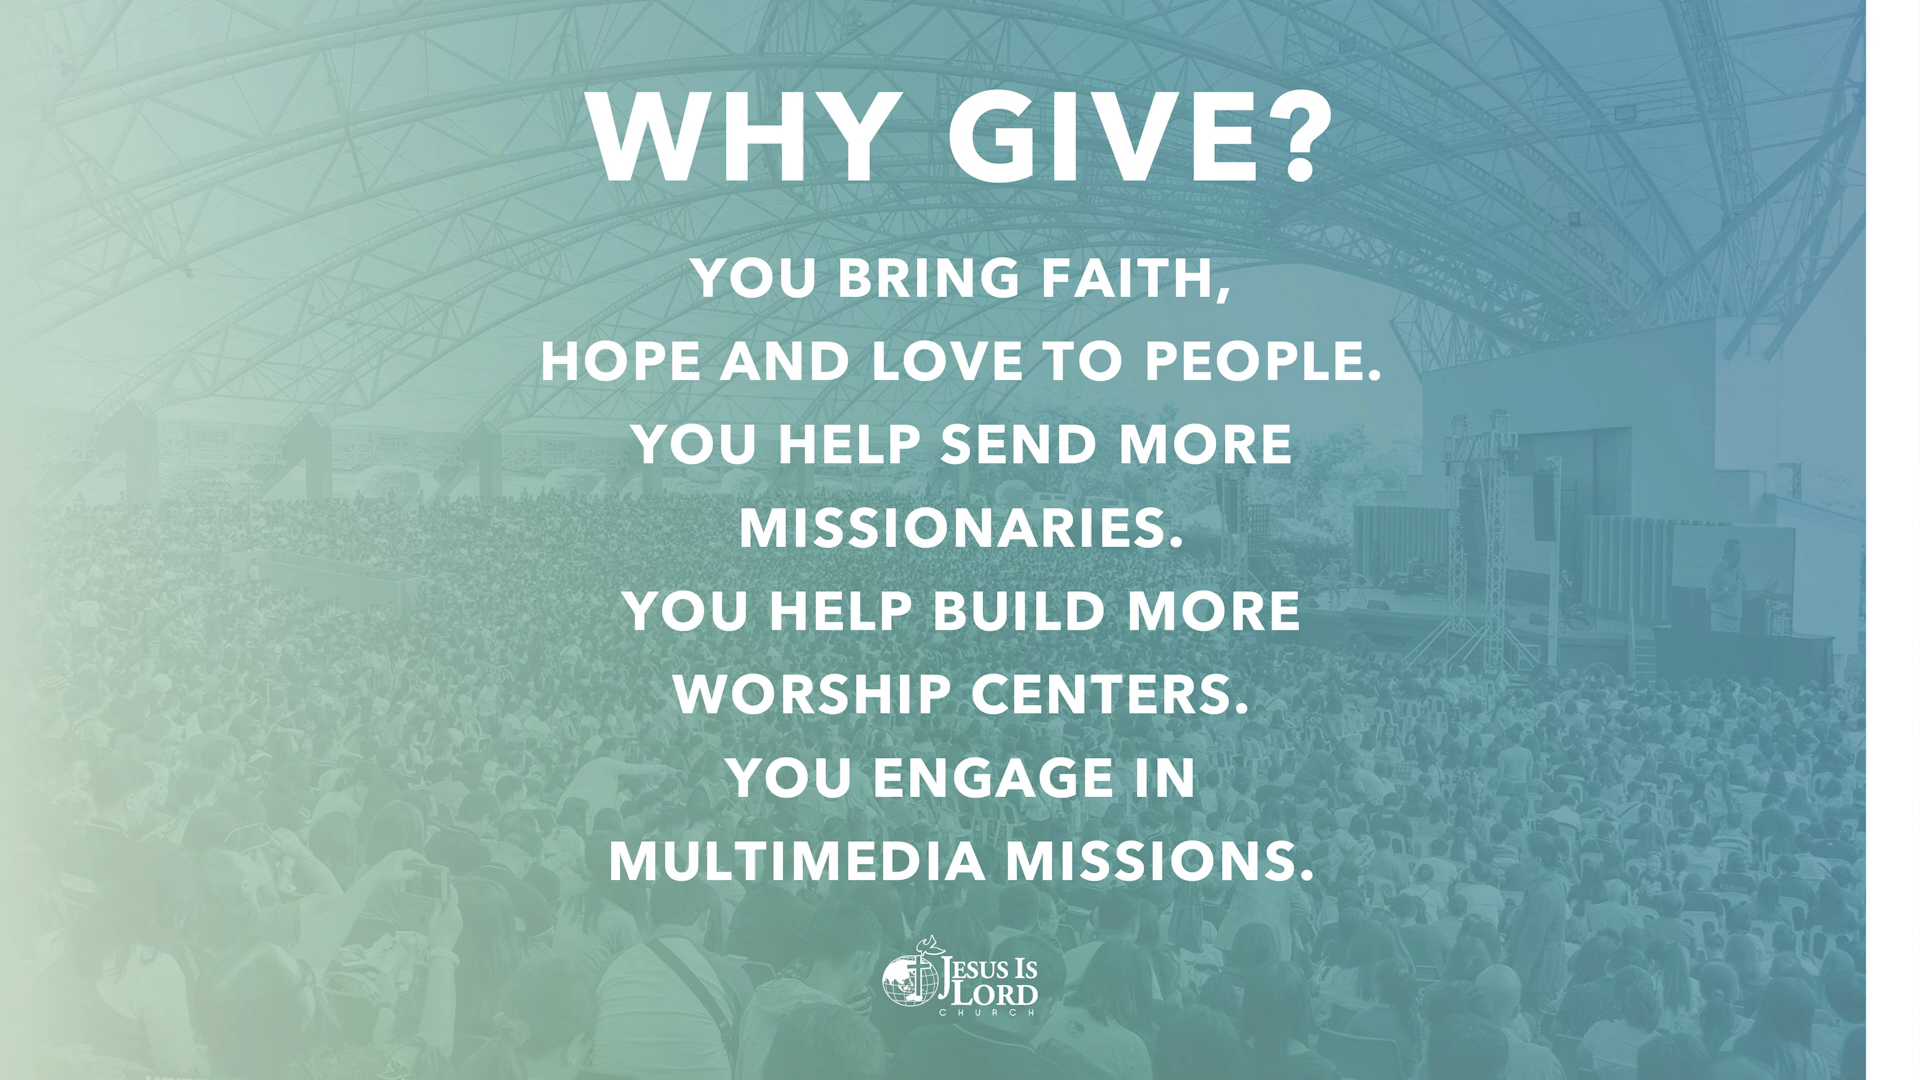 WHY GIVE?
YOU BRING FAITH,
HOPE AND LOVE TO PEOPLE.
YOU HELP SEND MORE
MISSIONARIES.
YOU HELP BUILD MORE
WORSHIP CENTERS.
YOU ENGAGE IN
MULTIMEDIA MISSIONS.
JESUS IS
LORD
CHURCH